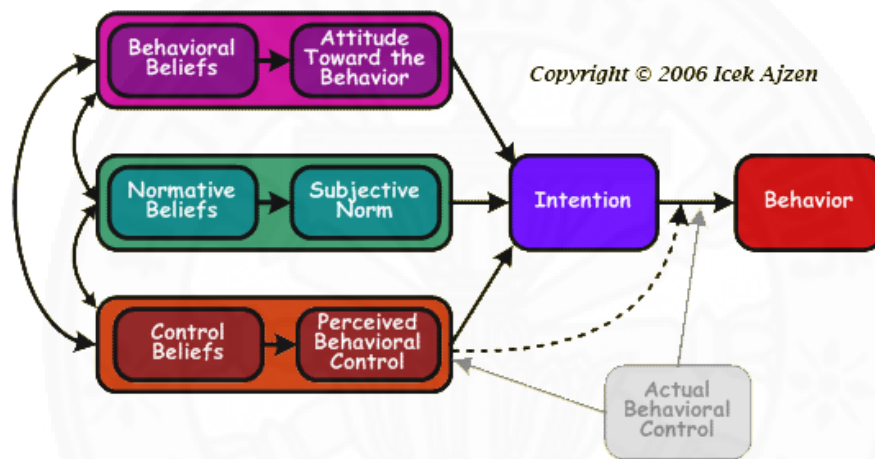 Behavioral
Beliefs
Attitude
Toward the
Behavior
Copyright © 2006 Icek Ajzen
Normative
Beliefs
Subjective
Norm
Intention
Behavior
Control
Beliefs
Perceived
Behavioral
Control
Actual
Behavioral
Control